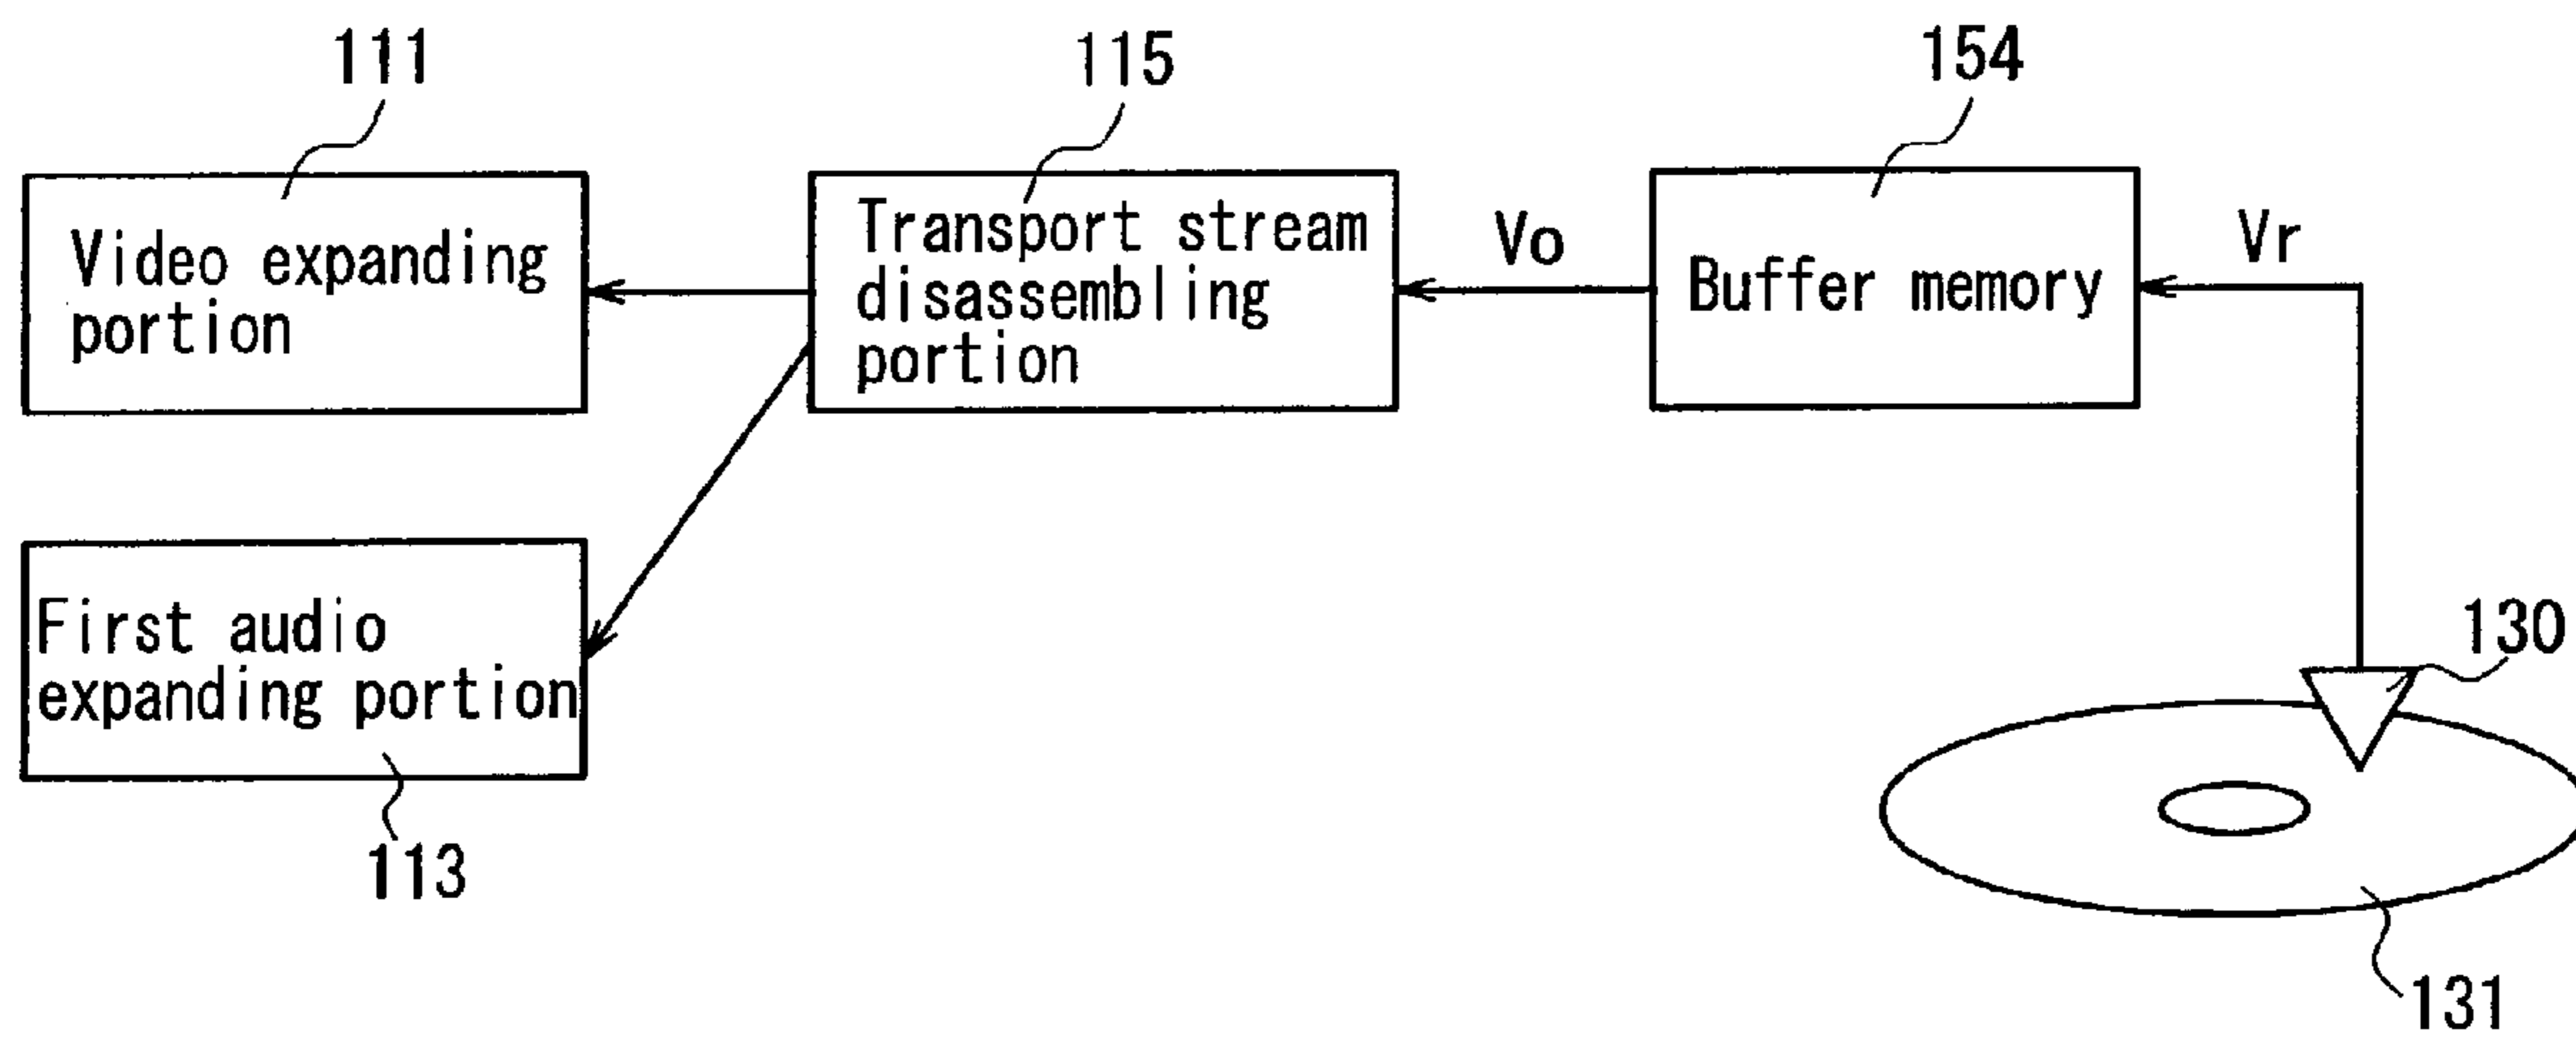 111
115
154
Video expanding
portion
Transport stream
disassembling
portion
Vo
Buffer memory
Vr
First audio
expanding portion
113
130
131